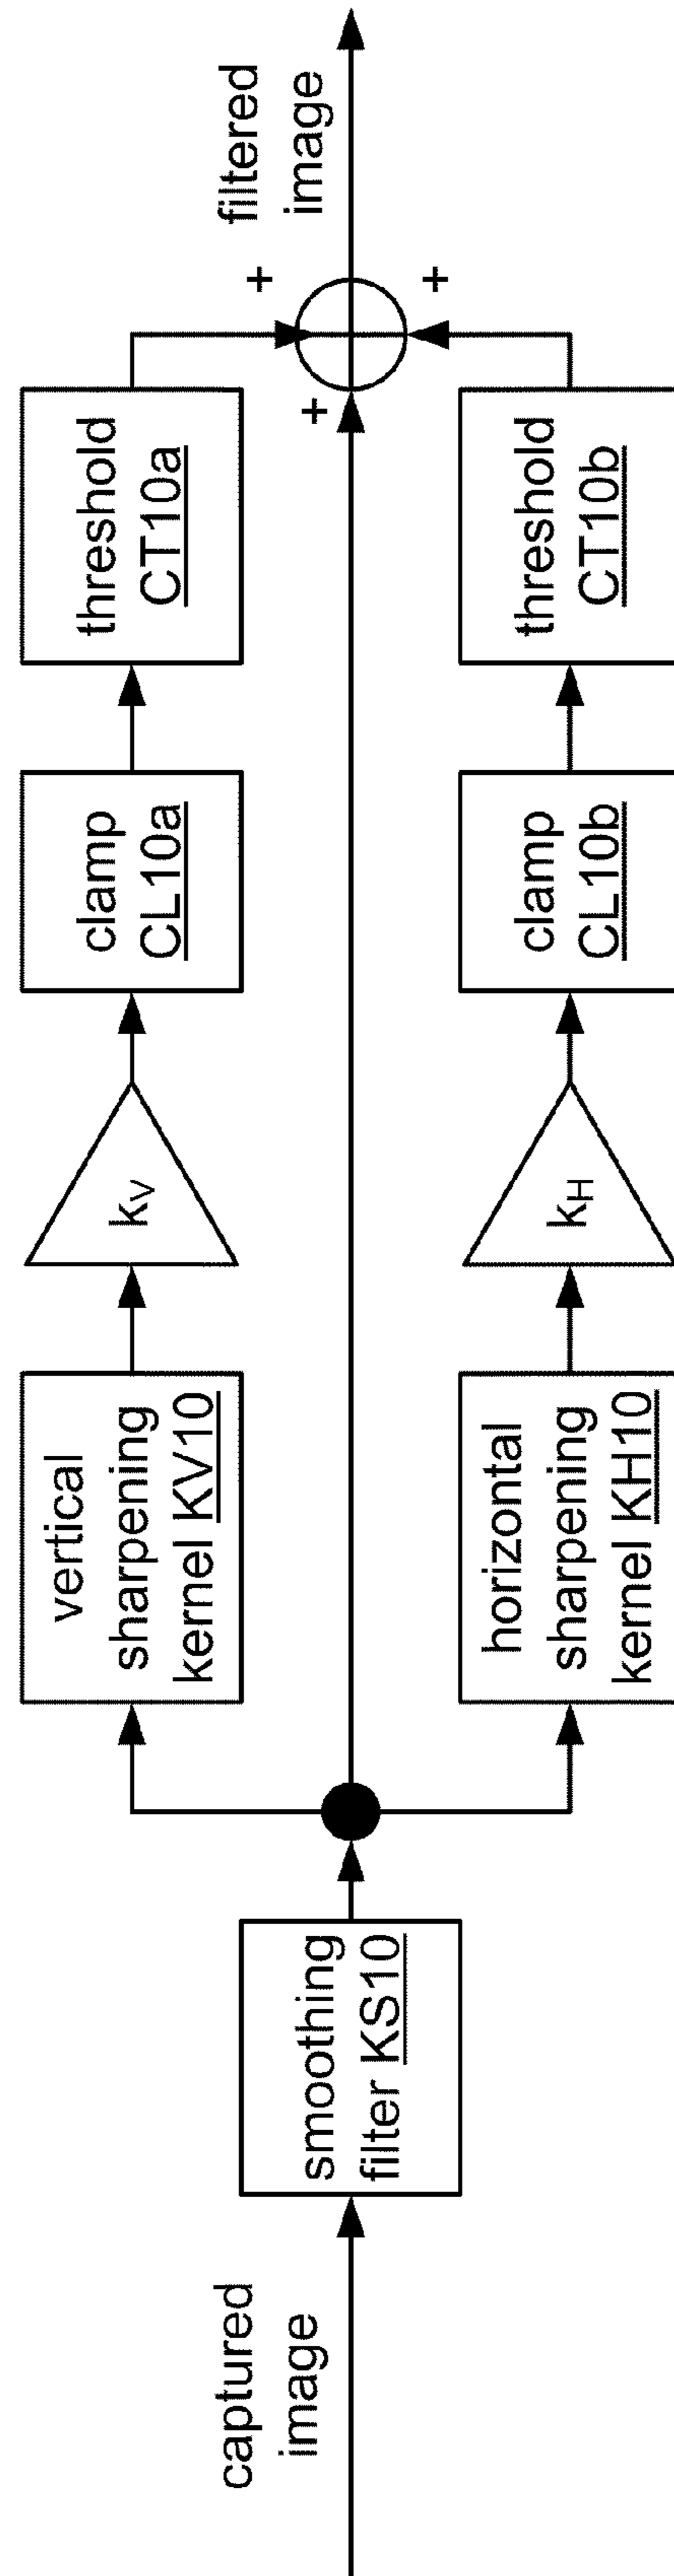 captured
image
smoothing
filter KS10
vertical
sharpening
kernel KV10
kV
clamp
CL10a
threshold
CT10a
horizontal
sharpening
kernel KH10
kH
clamp
CL10b
threshold
CT10b
+
+
+
filtered
image